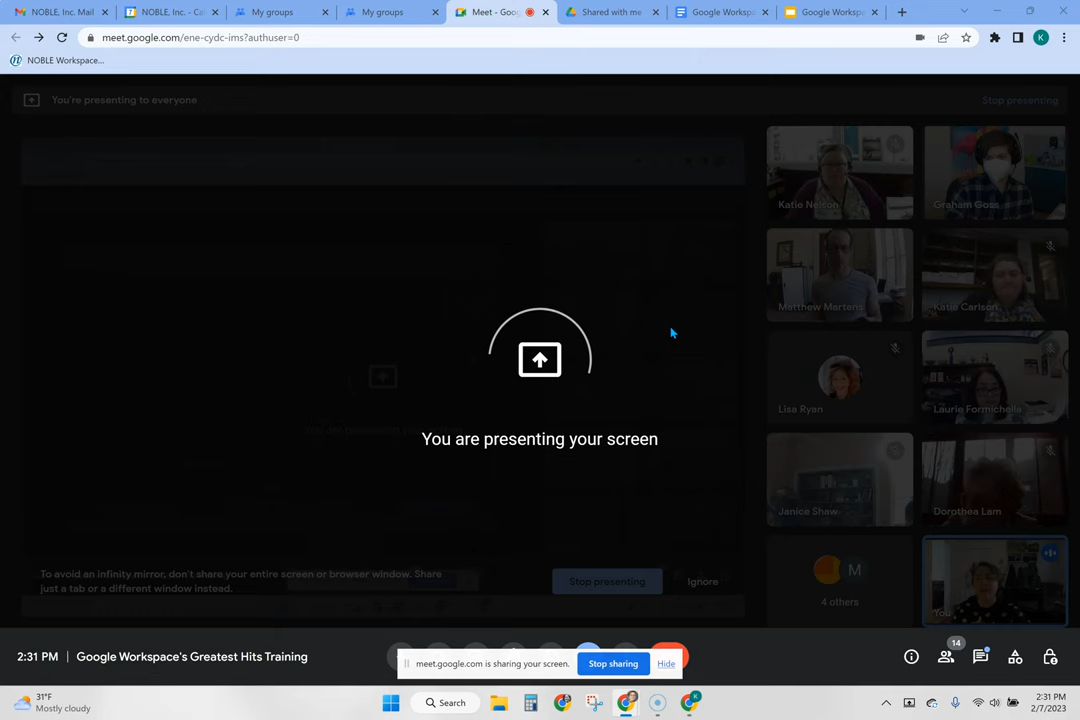 NOBLE, Inc. Mail
NOBLE, Inc. - Cal
My groups
My groups
Meet - Goog
Shared with me
Google Workspa
Google Workspa
meet.google.com/ene-cydc-ims?authuser=0
K
NOBLE Workspace...
You're presenting to everyone
Stop presenting
Katie Nelson
Graham Goss
Matthew Martens
Katie Carlson
You are presenting your screen
Lisa Ryan
Laurie Formichelle
Janice Shaw
Dorothea Lam
To avoid an infinity mirror, don't share your entire screen or browser window. Share
just a tab or a different window instead.
Stop presenting
Ignore
M
4 others
You
2:31 PM | Google Workspace's Greatest Hits Training
meet.google.com is sharing your screen.
Stop sharing
Hide
14
31°F
Mostly cloudy
Search
K
2:31 PM
2/7/2023